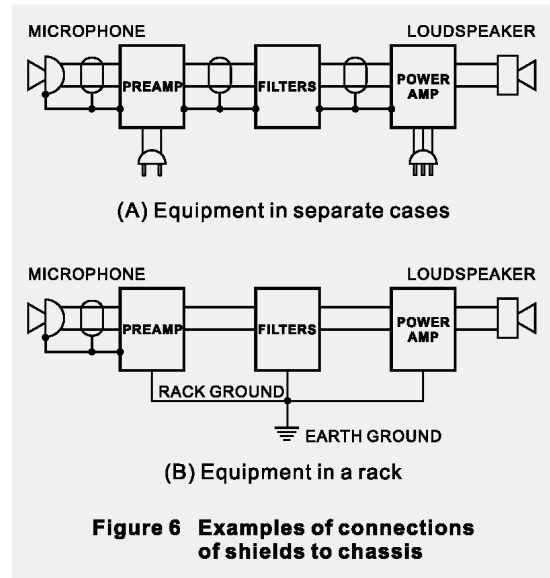 MICROPHONE LOUDSPEAKER
PREAMP FILTERS POWER AMP
(A) Equipment in separate cases
MICROPHONE LOUDSPEAKER
PREAMP FILTERS POWER AMP
RACK GROUND
EARTH GROUND
(B) Equipment in a rack
Figure 6 Examples of connections
of shields to chassis